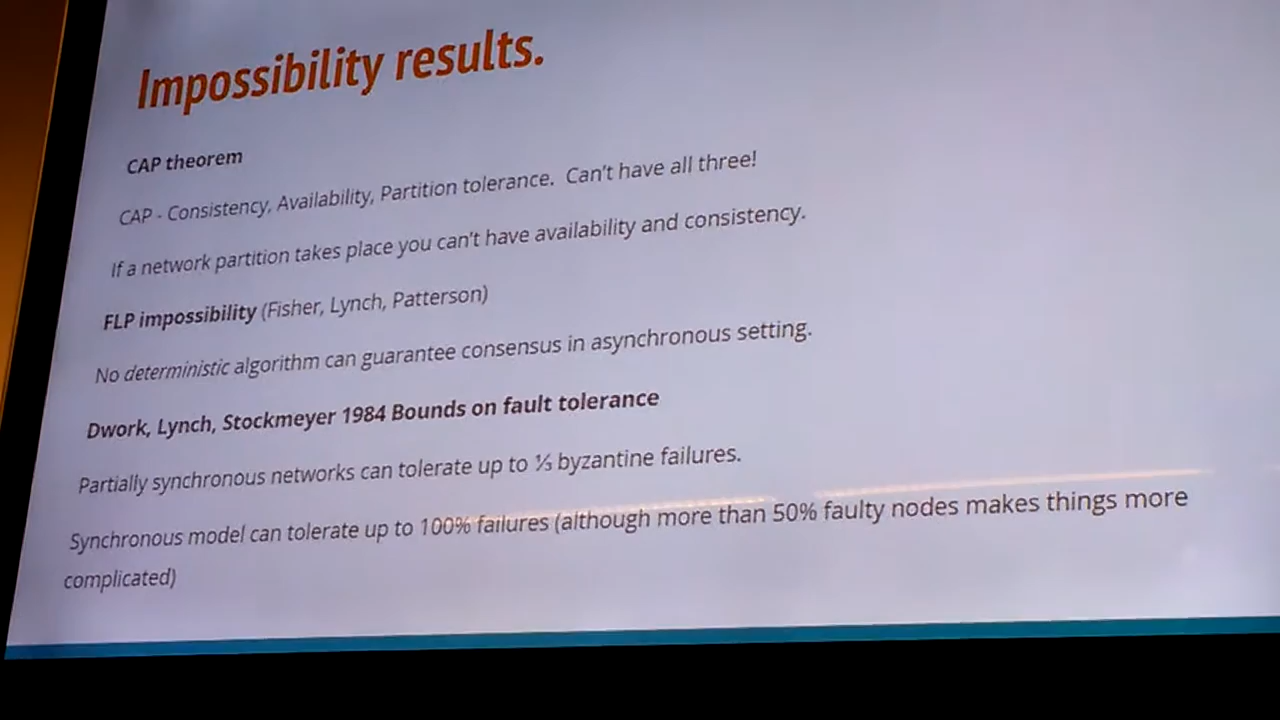 Impossibility results.
CAP theorem
CAP - Consistency, Availability, Partition tolerance. Can't have all three!
If a network partition takes place you can't have availability and consistency.
FLP impossibility (Fisher, Lynch, Patterson)
No deterministic algorithm can guarantee consensus in asynchronous setting.
Dwork, Lynch, Stockmeyer 1984 Bounds on fault tolerance
Partially synchronous networks can tolerate up to ⅓ byzantine failures.
Synchronous model can tolerate up to 100% failures (although more than 50% faulty nodes makes things more
complicated)